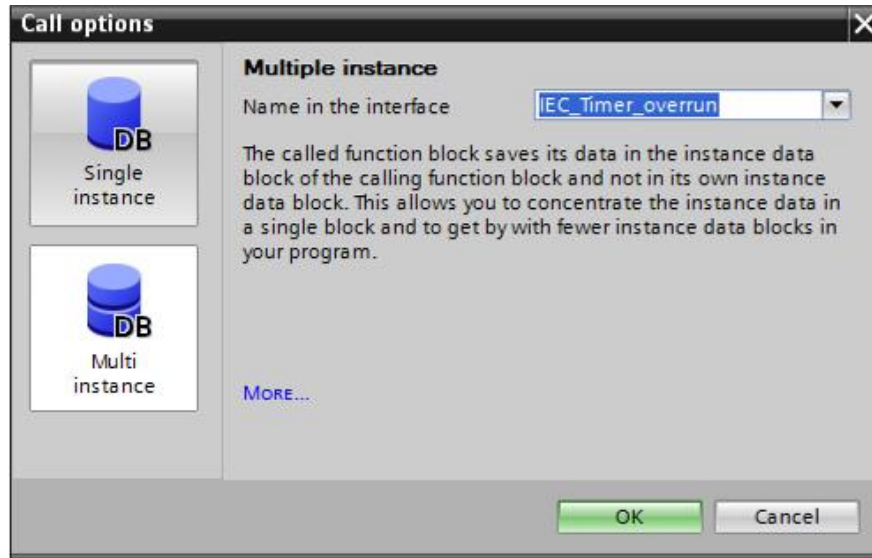 Call options
DB
Single
instance
DB
Multi
instance
Multiple instance
Name in the interface IEC_Timer_overrun
The called function block saves its data in the instance data
block of the calling function block and not in its own instance
data block. This allows you to concentrate the instance data in
a single block and to get by with fewer instance data blocks in
your program.
MORE...
OK Cancel